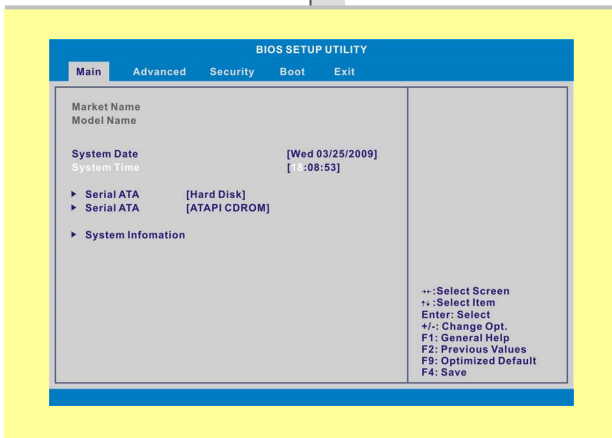 BIOS SETUP UTILITY
Main Advanced Security Boot Exit
Market Name
Model Name
System Date [Wed 03/25/2009]
System Time [18:08:53]
▶ Serial ATA [Hard Disk]
▶ Serial ATA [ATAPI CDROM]
▶ System Infomation
→←:Select Screen
↑↓:Select Item
Enter: Select
+/-: Change Opt.
F1: General Help
F2: Previous Values
F9: Optimized Default
F4: Save